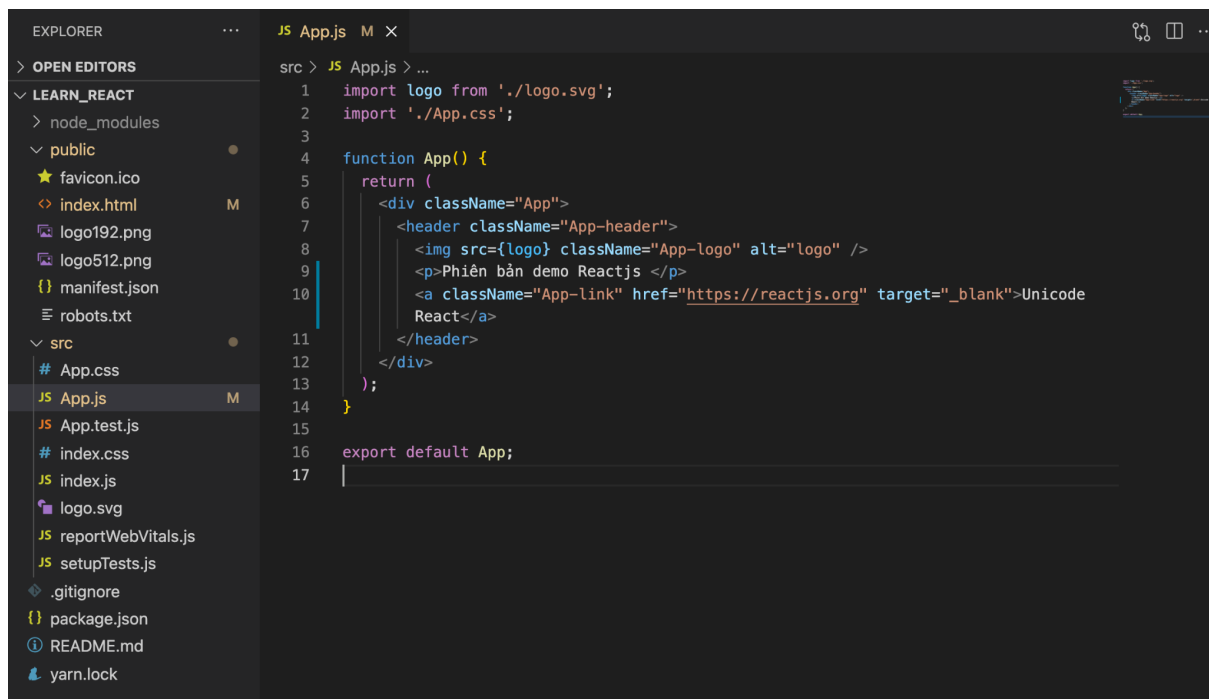 EXPLORER
OPEN EDITORS
LEARN_REACT
node_modules
public
favicon.ico
index.html M
logo192.png
logo512.png
manifest.json
robots.txt
src
App.css
App.js M
App.test.js
index.css
index.js
logo.svg
reportWebVitals.js
setupTests.js
.gitignore
package.json
README.md
yarn.lock
JS App.js M
src > JS App.js > ...
1 import logo from './logo.svg';
2 import './App.css';
3
4 function App() {
5 return (
6 <div className="App">
7 <header className="App-header">
8 <img src={logo} className="App-logo" alt="logo" />
9 <p>Phiên bản demo Reactjs </p>
10 <a className="App-link" href="https://reactjs.org" target="_blank">Unicode
React</a>
11 </header>
12 </div>
13 );
14 }
15
16 export default App;
17